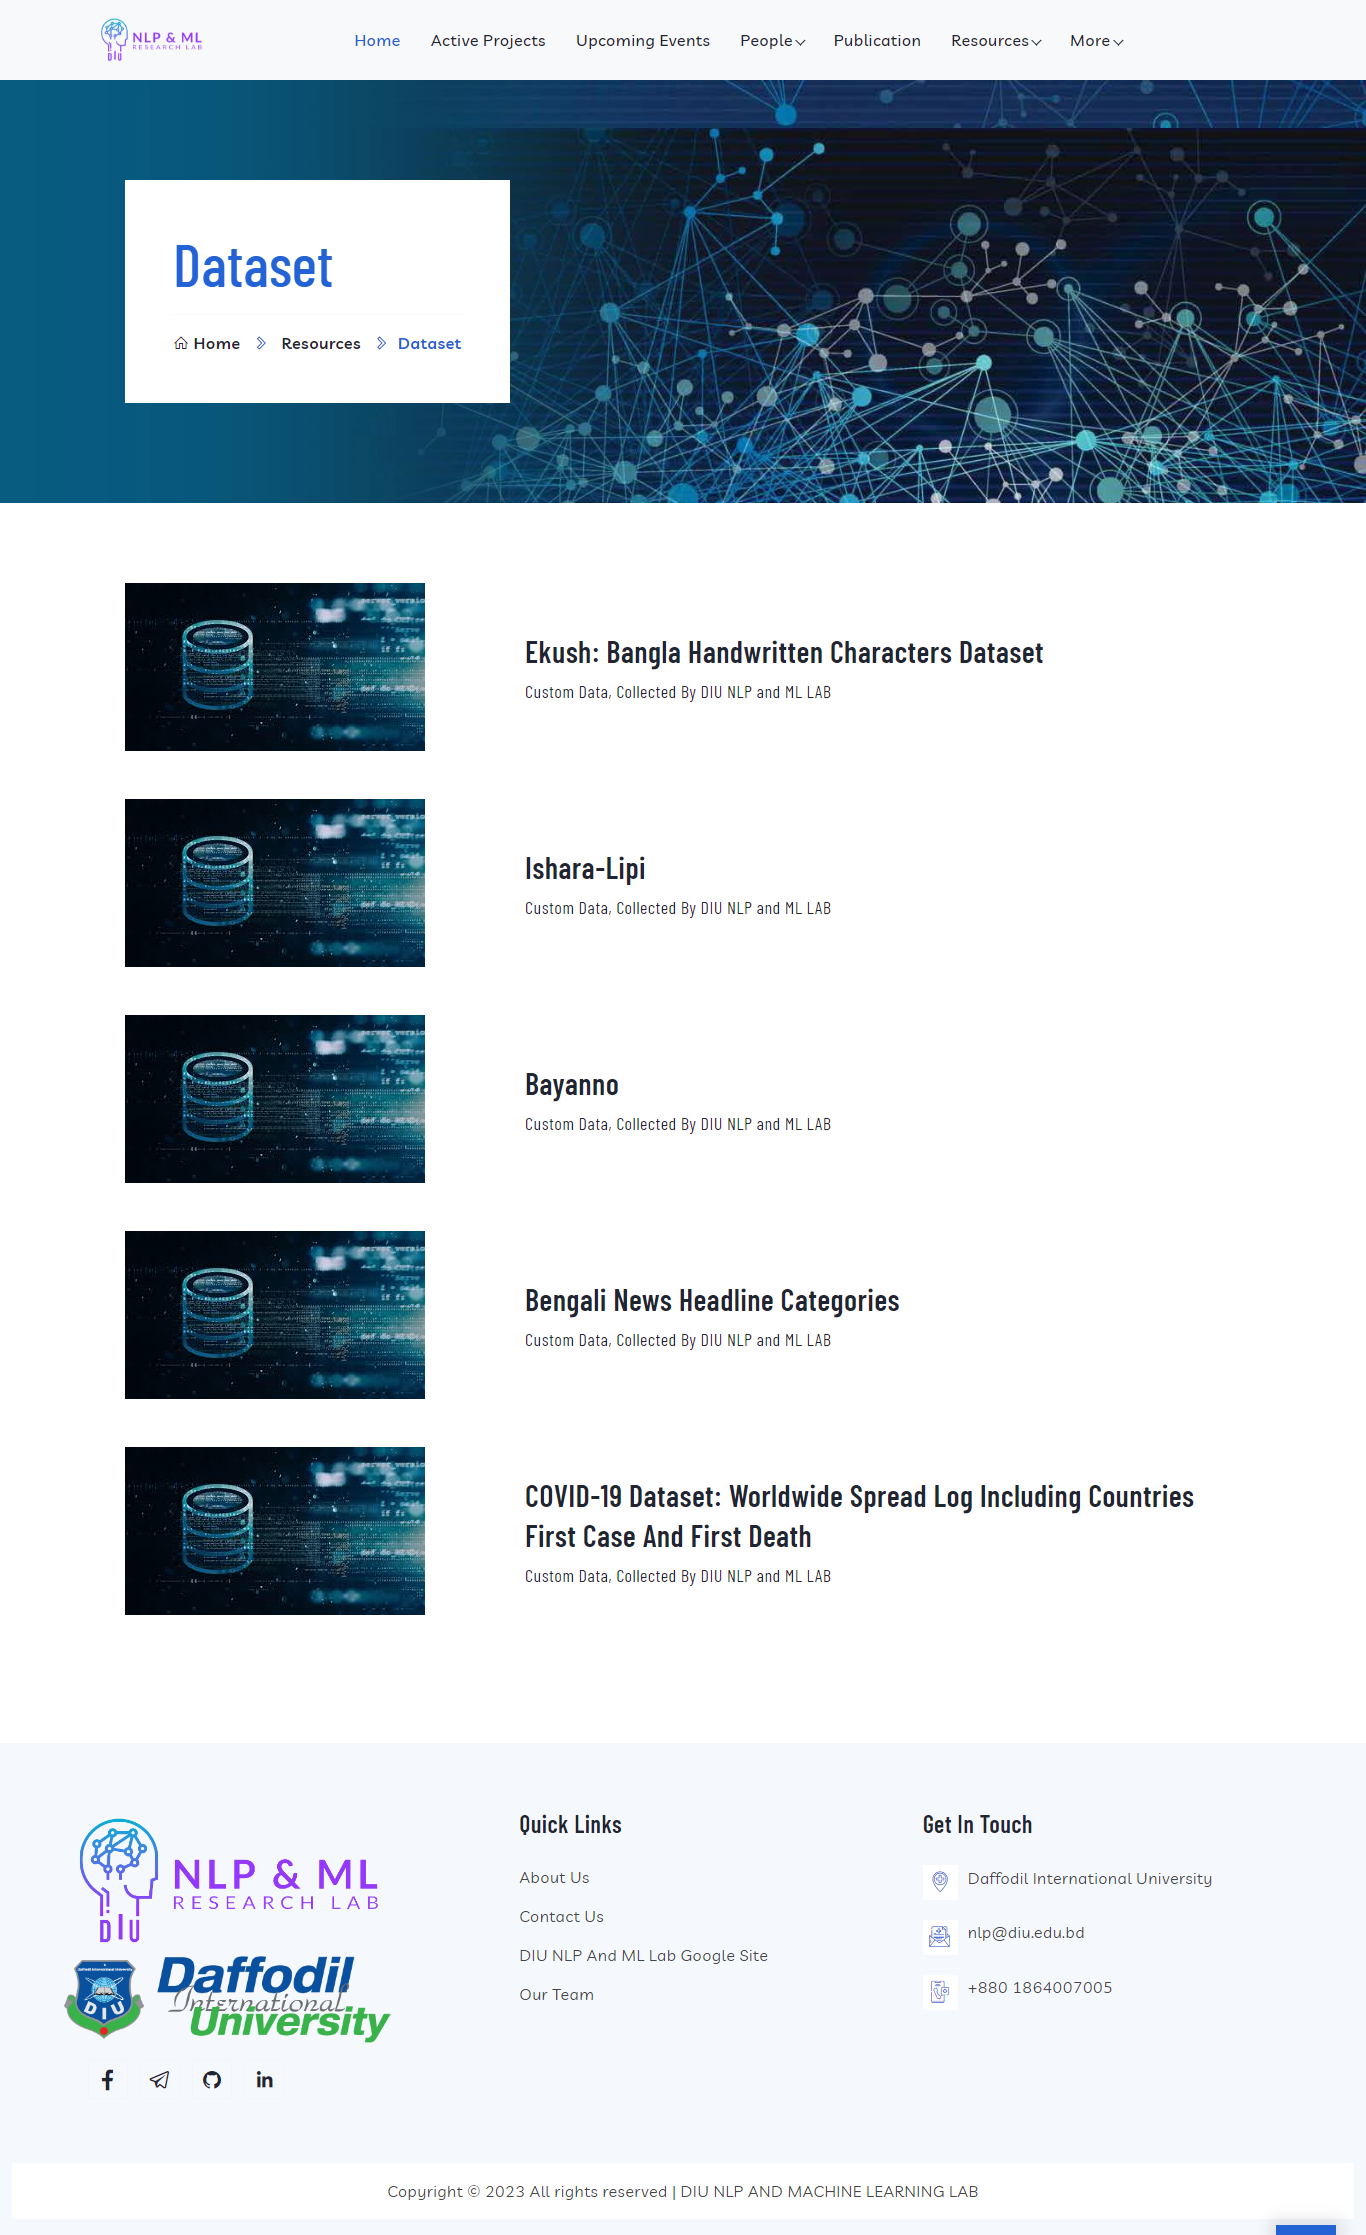 NLP & ML
RESEARCH LAB
DIU
Home
Active Projects
Upcoming Events
People
Publication
Resources
More
Dataset
Home
Resources
Dataset
Ekush: Bangla Handwritten Characters Dataset
Custom Data, Collected By DIU NLP and ML LAB
Ishara-Lipi
Custom Data, Collected By DIU NLP and ML LAB
Bayanno
Custom Data, Collected By DIU NLP and ML LAB
Bengali News Headline Categories
Custom Data, Collected By DIU NLP and ML LAB
COVID-19 Dataset: Worldwide Spread Log Including Countries
First Case And First Death
Custom Data, Collected By DIU NLP and ML LAB
NLP & ML
RESEARCH LAB
DIU
Daffodil International University
DIU
Daffodil
International
University
Quick Links
About Us
Contact Us
DIU NLP And ML Lab Google Site
Our Team
Get In Touch
Daffodil International University
nlp@diu.edu.bd
+880 1864007005
Copyright © 2023 All rights reserved | DIU NLP AND MACHINE LEARNING LAB